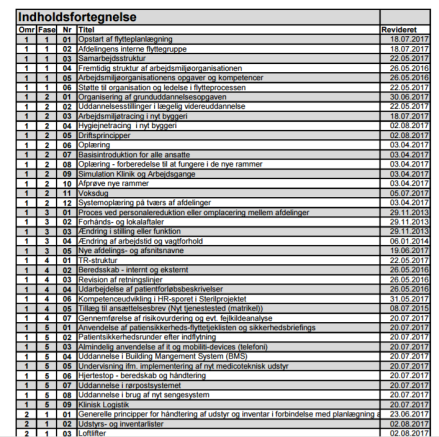 Indholdsfortegnelse
Omr Fase Nr Titel Revideret
1 1 01 Opstart af flytteplanlægning 18.07.2017
1 1 02 Afdelingens interne flyttegruppe 18.07.2017
1 1 03 Samarbejdsstruktur 22.05.2017
1 1 04 Fremtidig struktur af arbejdsmiljøorganisationen 26.05.2016
1 1 05 Arbejdsmiljøorganisationens opgaver og kompetencer 26.05.2016
1 1 06 Støtte til organisation og ledelse i flytteprocessen 22.05.2017
1 2 01 Organisering af grunduddannelsesopgaven 30.06.2017
1 2 02 Uddannelsesstillinger i lægelig videreuddannelse 22.05.2017
1 2 03 Arbejdsmiljøtracing i nyt byggeri 18.07.2017
1 2 04 Hygiejnetracing i nyt byggeri 02.08.2017
1 2 05 Driftsprincipper 02.08.2017
1 2 06 Oplæring 03.04.2017
1 2 07 Basisintroduktion for alle ansatte 03.04.2017
1 2 08 Oplæring - forberedelse til at fungere i de nye rammer 03.04.2017
1 2 09 Simulation Klinik og Arbejdsgange 03.04.2017
1 2 10 Afprøve nye rammer 03.04.2017
1 2 11 Voksdug 05.07.2017
1 2 12 Systemoplæring på tværs af afdelinger 03.04.2017
1 3 01 Proces ved personalereduktion eller omplacering mellem afdelinger 29.11.2013
1 3 02 Forhånds- og lokalaftaler 29.11.2013
1 3 03 Ændring i stilling eller funktion 29.11.2013
1 3 04 Ændring af arbejdstid og vagtforhold 06.01.2014
1 3 05 Nye afdelings- og afsnitsnavne 19.06.2017
1 4 01 TR-struktur 22.05.2017
1 4 02 Beredsskab - internt og eksternt 26.05.2016
1 4 03 Revision af retningslinjer 26.05.2016
1 4 04 Udarbejdelse af patientforløbsbeskrivelser 26.05.2016
1 4 06 Kompetenceudvikling i HR-sporet i Sterilprojektet 31.05.2017
1 4 05 Tillæg til ansættelsesbrev (Nyt tjenestested (matrikel)) 08.07.2015
1 4 07 Gennemførelse af risikovurdering og evt. fejlkildeanalyse 20.07.2017
1 5 01 Anvendelse af patiensikkerheds-flyttetjeklisten og sikkerhedsbriefings 20.07.2017
1 5 02 Patientsikkerhedsrunder efter indflytning 20.07.2017
1 5 03 Almindelig anvendelse af it og mobiliti-devices (telefoni) 20.07.2017
1 5 04 Uddannelse i Building Mangement System (BMS) 20.07.2017
1 5 05 Undervisning ifm. implementering af nyt medicoteknisk udstyr 20.07.2017
1 5 06 Hjertestop - beredskab og håndtering 20.07.2017
1 5 07 Uddannelse i rørpostsystemet 20.07.2017
1 5 08 Uddannelse i brug af nyt sengesystem 20.07.2017
1 5 09 Klinisk Logistik 20.07.2017
2 1 01 Generelle principper for håndtering af udstyr og inventar i forbindelse med planlægning a 23.06.2017
2 1 02 Udstyrs- og inventarlister 02.08.2017
2 1 03 Loftlifter 02.08.2017